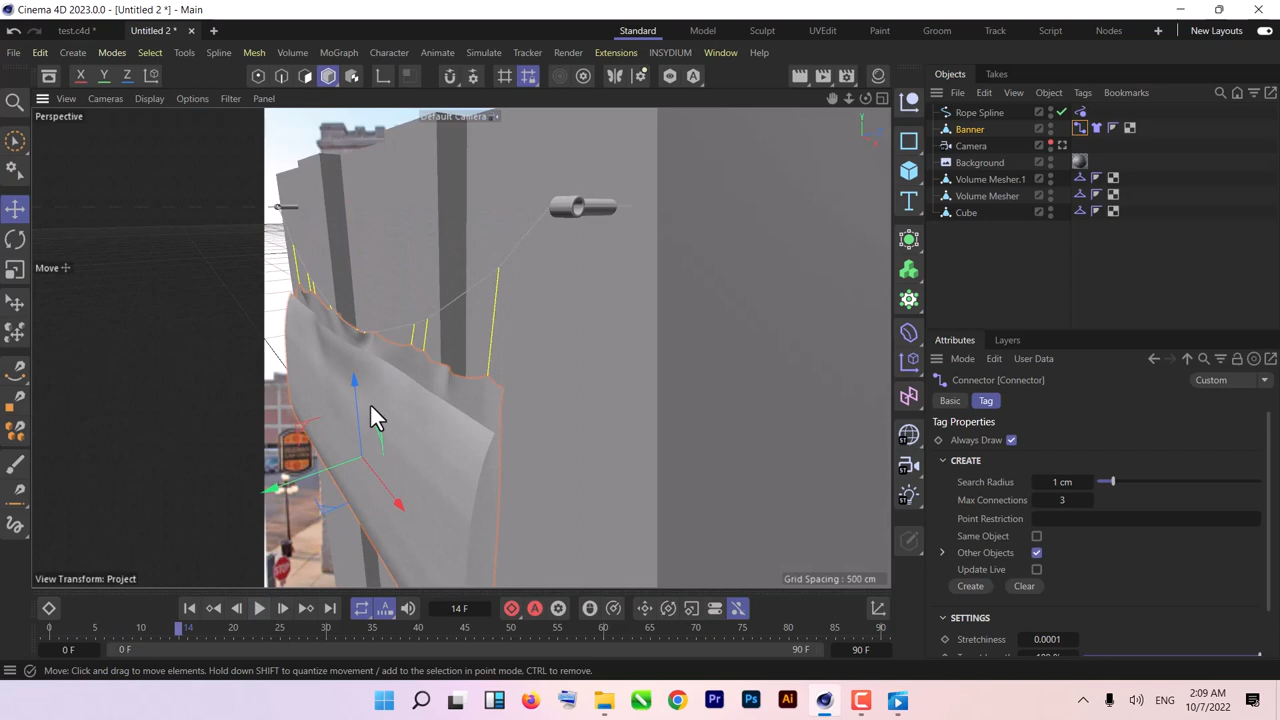 Cinema 4D 2023.0.0 - [Untitled 2 *] - Main
test.c4d *
Untitled 2 *
Standard
Model
Sculpt
UVEdit
Paint
Groom
Track
Script
Nodes
New Layouts
File
Edit
Create
Modes
Select
Tools
Spline
Mesh
Volume
MoGraph
Character
Animate
Simulate
Tracker
Render
Extensions
INSYDIUM
Window
Help
X
Y
Z
View
Cameras
Display
Options
Filter
Panel
Perspective
Default Camera
Y
Move
View Transform: Project
Grid Spacing : 500 cm
Objects
Takes
File
Edit
View
Object
Tags
Bookmarks
Rope Spline
Banner
Camera
Background
Volume Mesher.1
Volume Mesher
Cube
Attributes
Layers
Mode
Edit
User Data
Connector [Connector]
Custom
Basic
Tag
Tag Properties
Always Draw
CREATE
Search Radius
1 cm
Max Connections
3
Point Restriction
Same Object
Other Objects
Update Live
Create
Clear
SETTINGS
Stretchiness
0.0001
ST
ST
ST
14 F
0
5
10
14
20
25
30
35
40
45
50
55
60
65
70
75
80
85
90
0 F
0 F
90 F
90 F
Move: Click and drag to move elements. Hold down SHIFT to quantize movement / add to the selection in point mode, CTRL to remove.
Pr
Ps
Ai
ENG
2:09 AM
10/7/2022